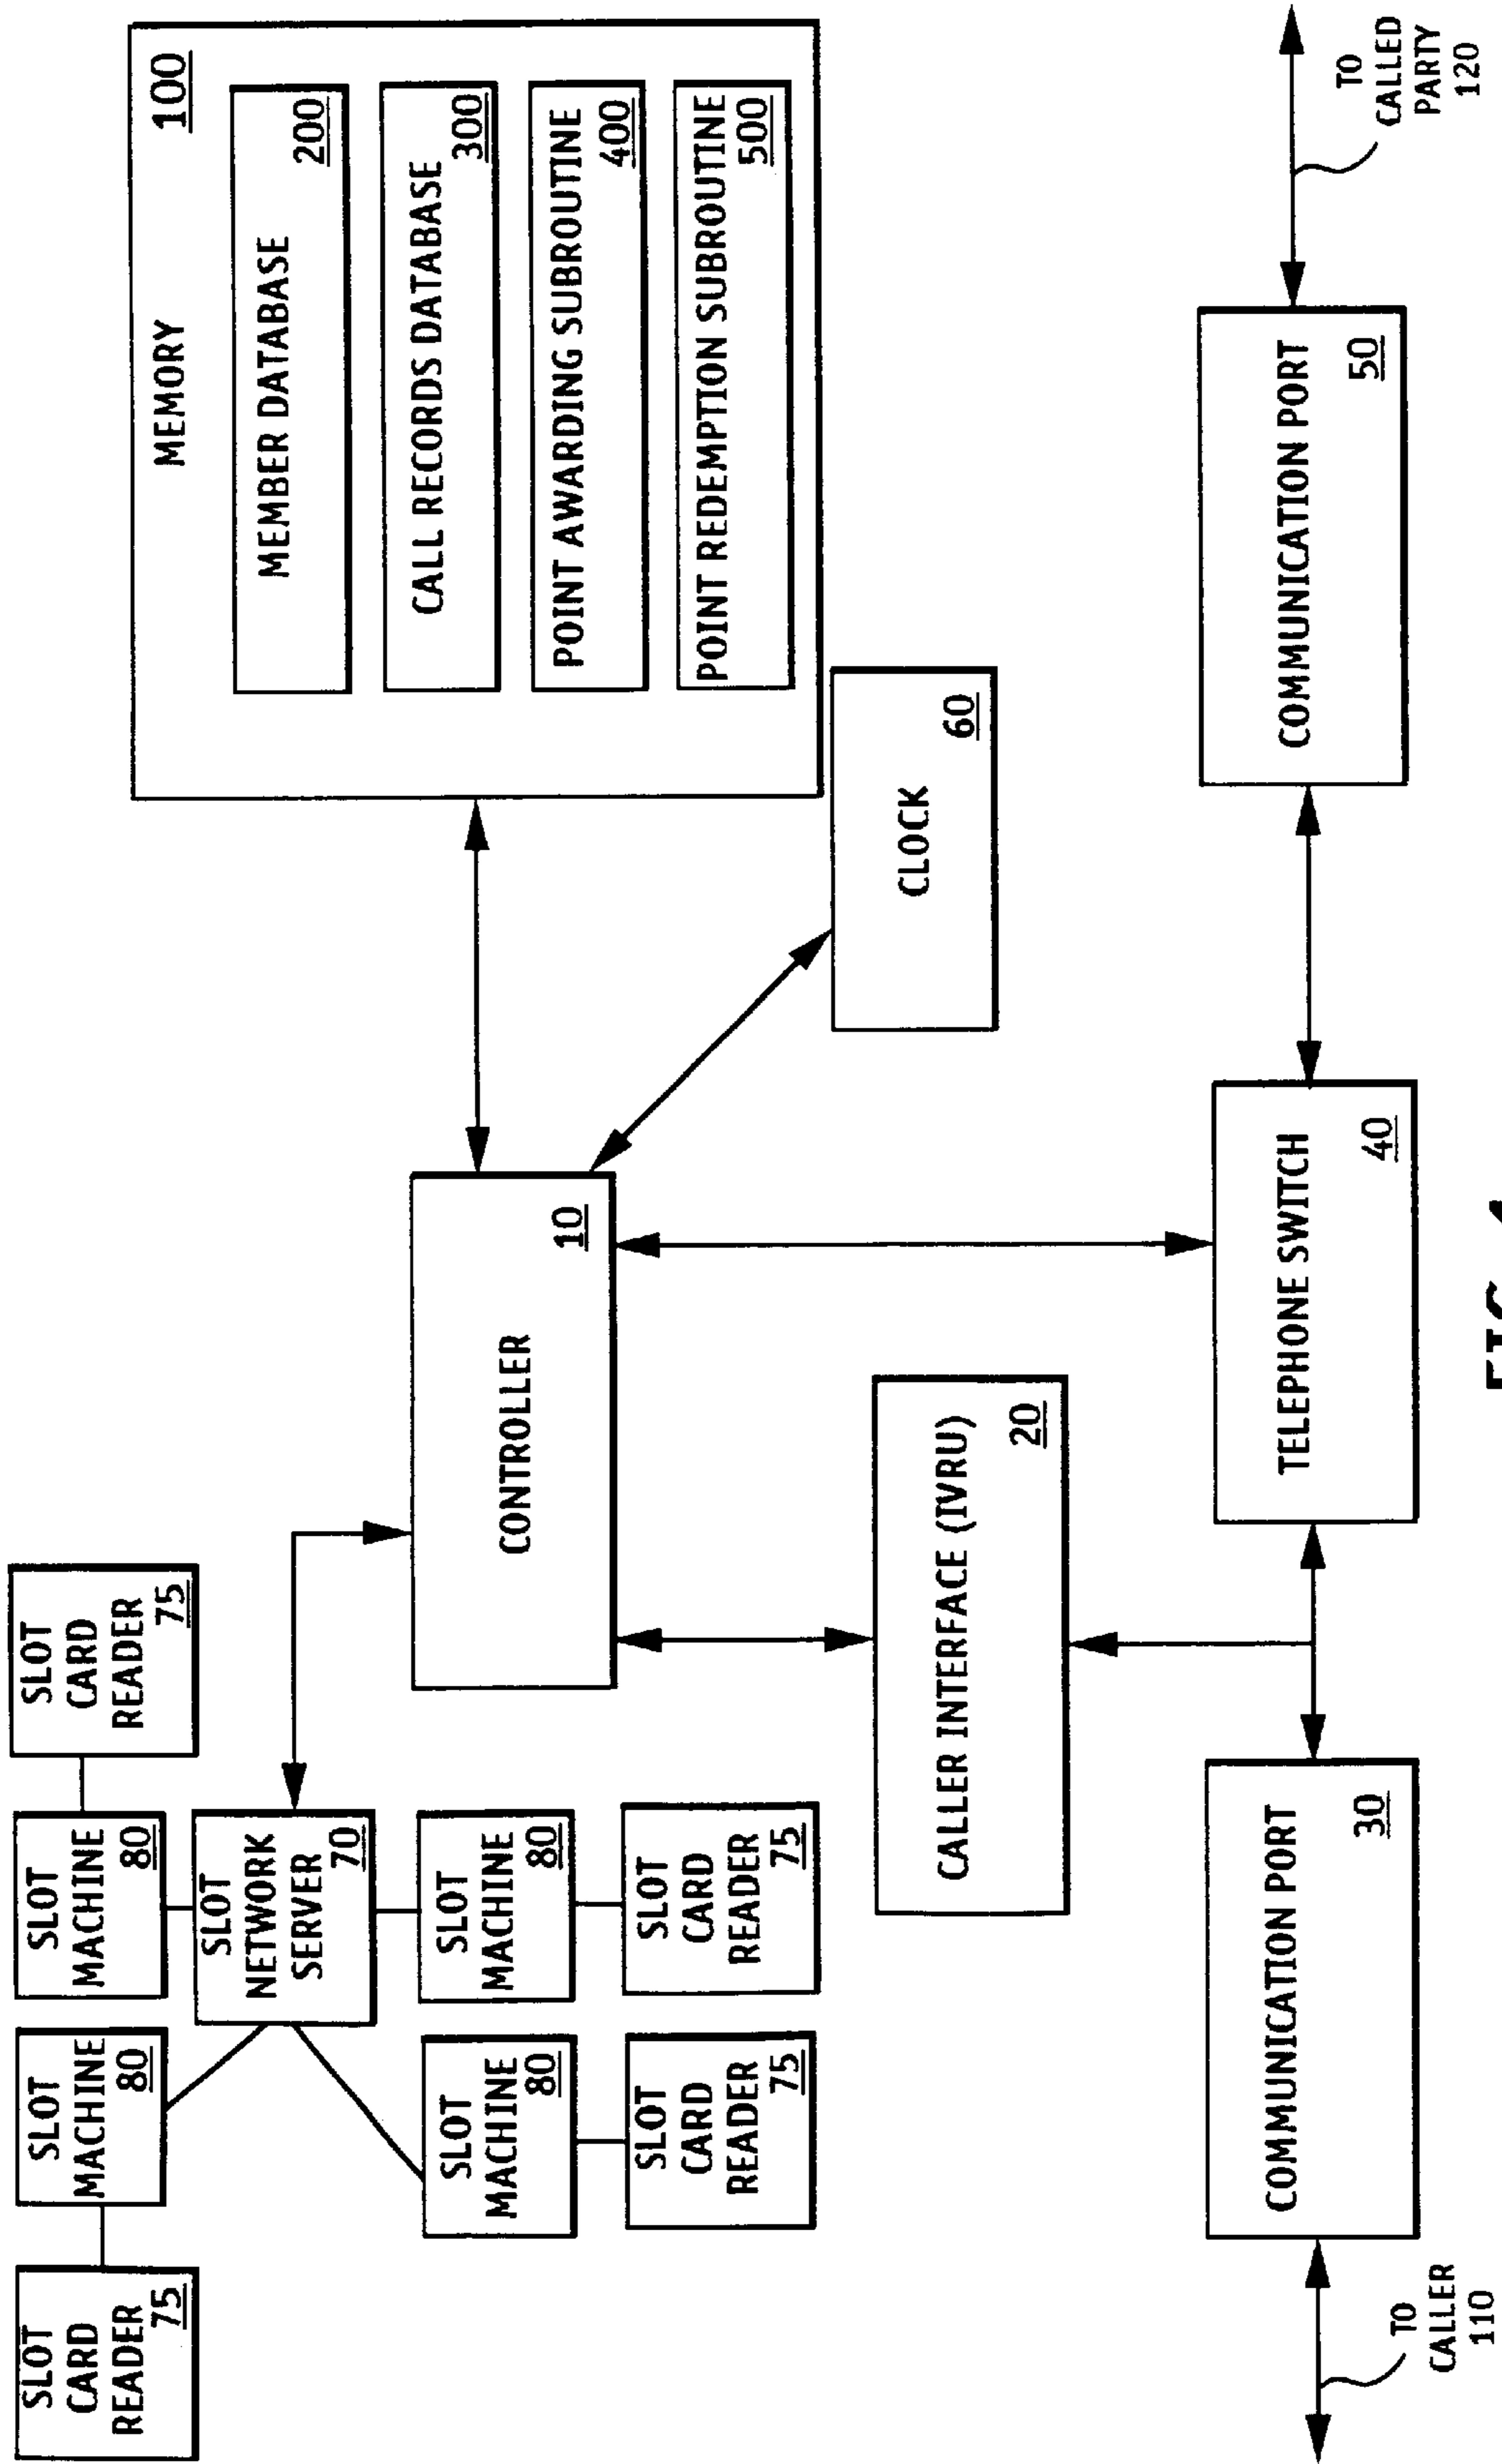 SLOT
CARD
READER
75
SLOT
MACHINE
80
SLOT
MACHINE
80
SLOT
CARD
READER
75
SLOT
NETWORK
SERVER
70
SLOT
MACHINE
80
SLOT
MACHINE
80
SLOT
CARD
READER
75
SLOT
CARD
READER
75
CONTROLLER
10
MEMORY
100
MEMBER DATABASE
200
CALL RECORDS DATABASE
300
POINT AWARDING SUBROUTINE
400
POINT REDEMPTION SUBROUTINE
500
CLOCK
60
CALLER INTERFACE (IVRU)
20
COMMUNICATION PORT
30
TELEPHONE SWITCH
40
COMMUNICATION PORT
50
TO
CALLER
110
TO
CALLED
PARTY
120